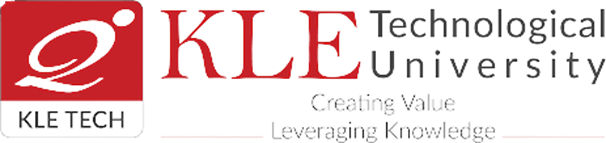 KLE TECH
KLE Technological
University
Creating Value
Leveraging Knowledge